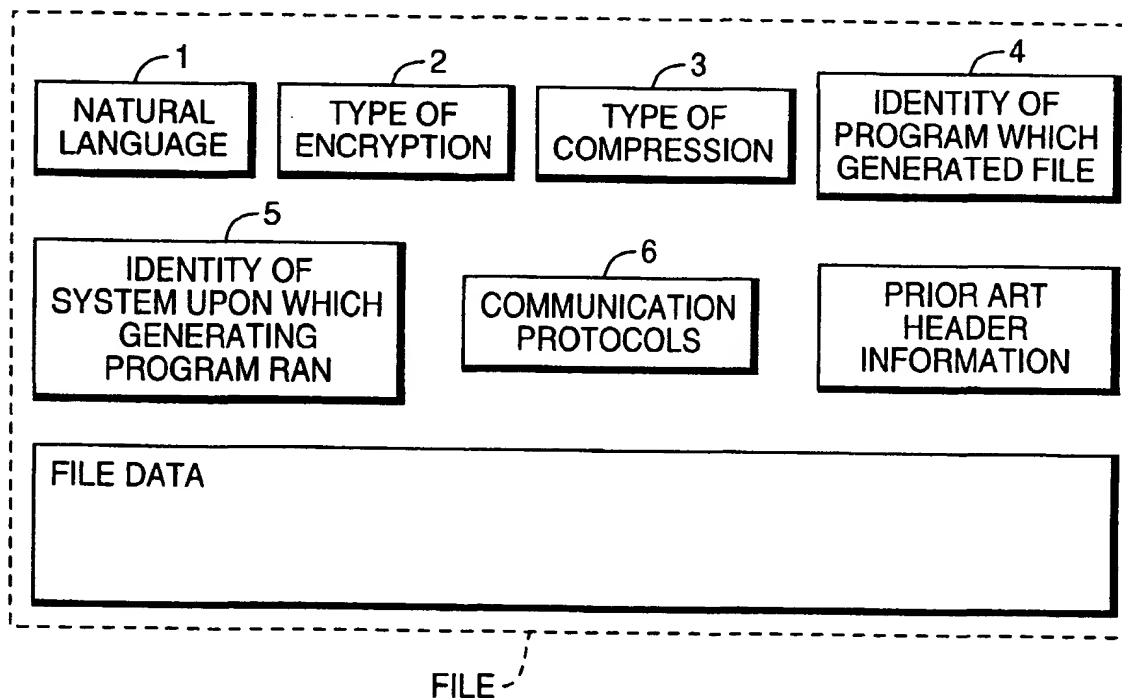 1
2
3
4
NATURAL
LANGUAGE
TYPE OF
ENCRYPTION
TYPE OF
COMPRESSION
IDENTITY OF
PROGRAM WHICH
GENERATED FILE
5
6
IDENTITY OF
SYSTEM UPON WHICH
GENERATING
PROGRAM RAN
COMMUNICATION
PROTOCOLS
PRIOR ART
HEADER
INFORMATION
FILE DATA
FILE